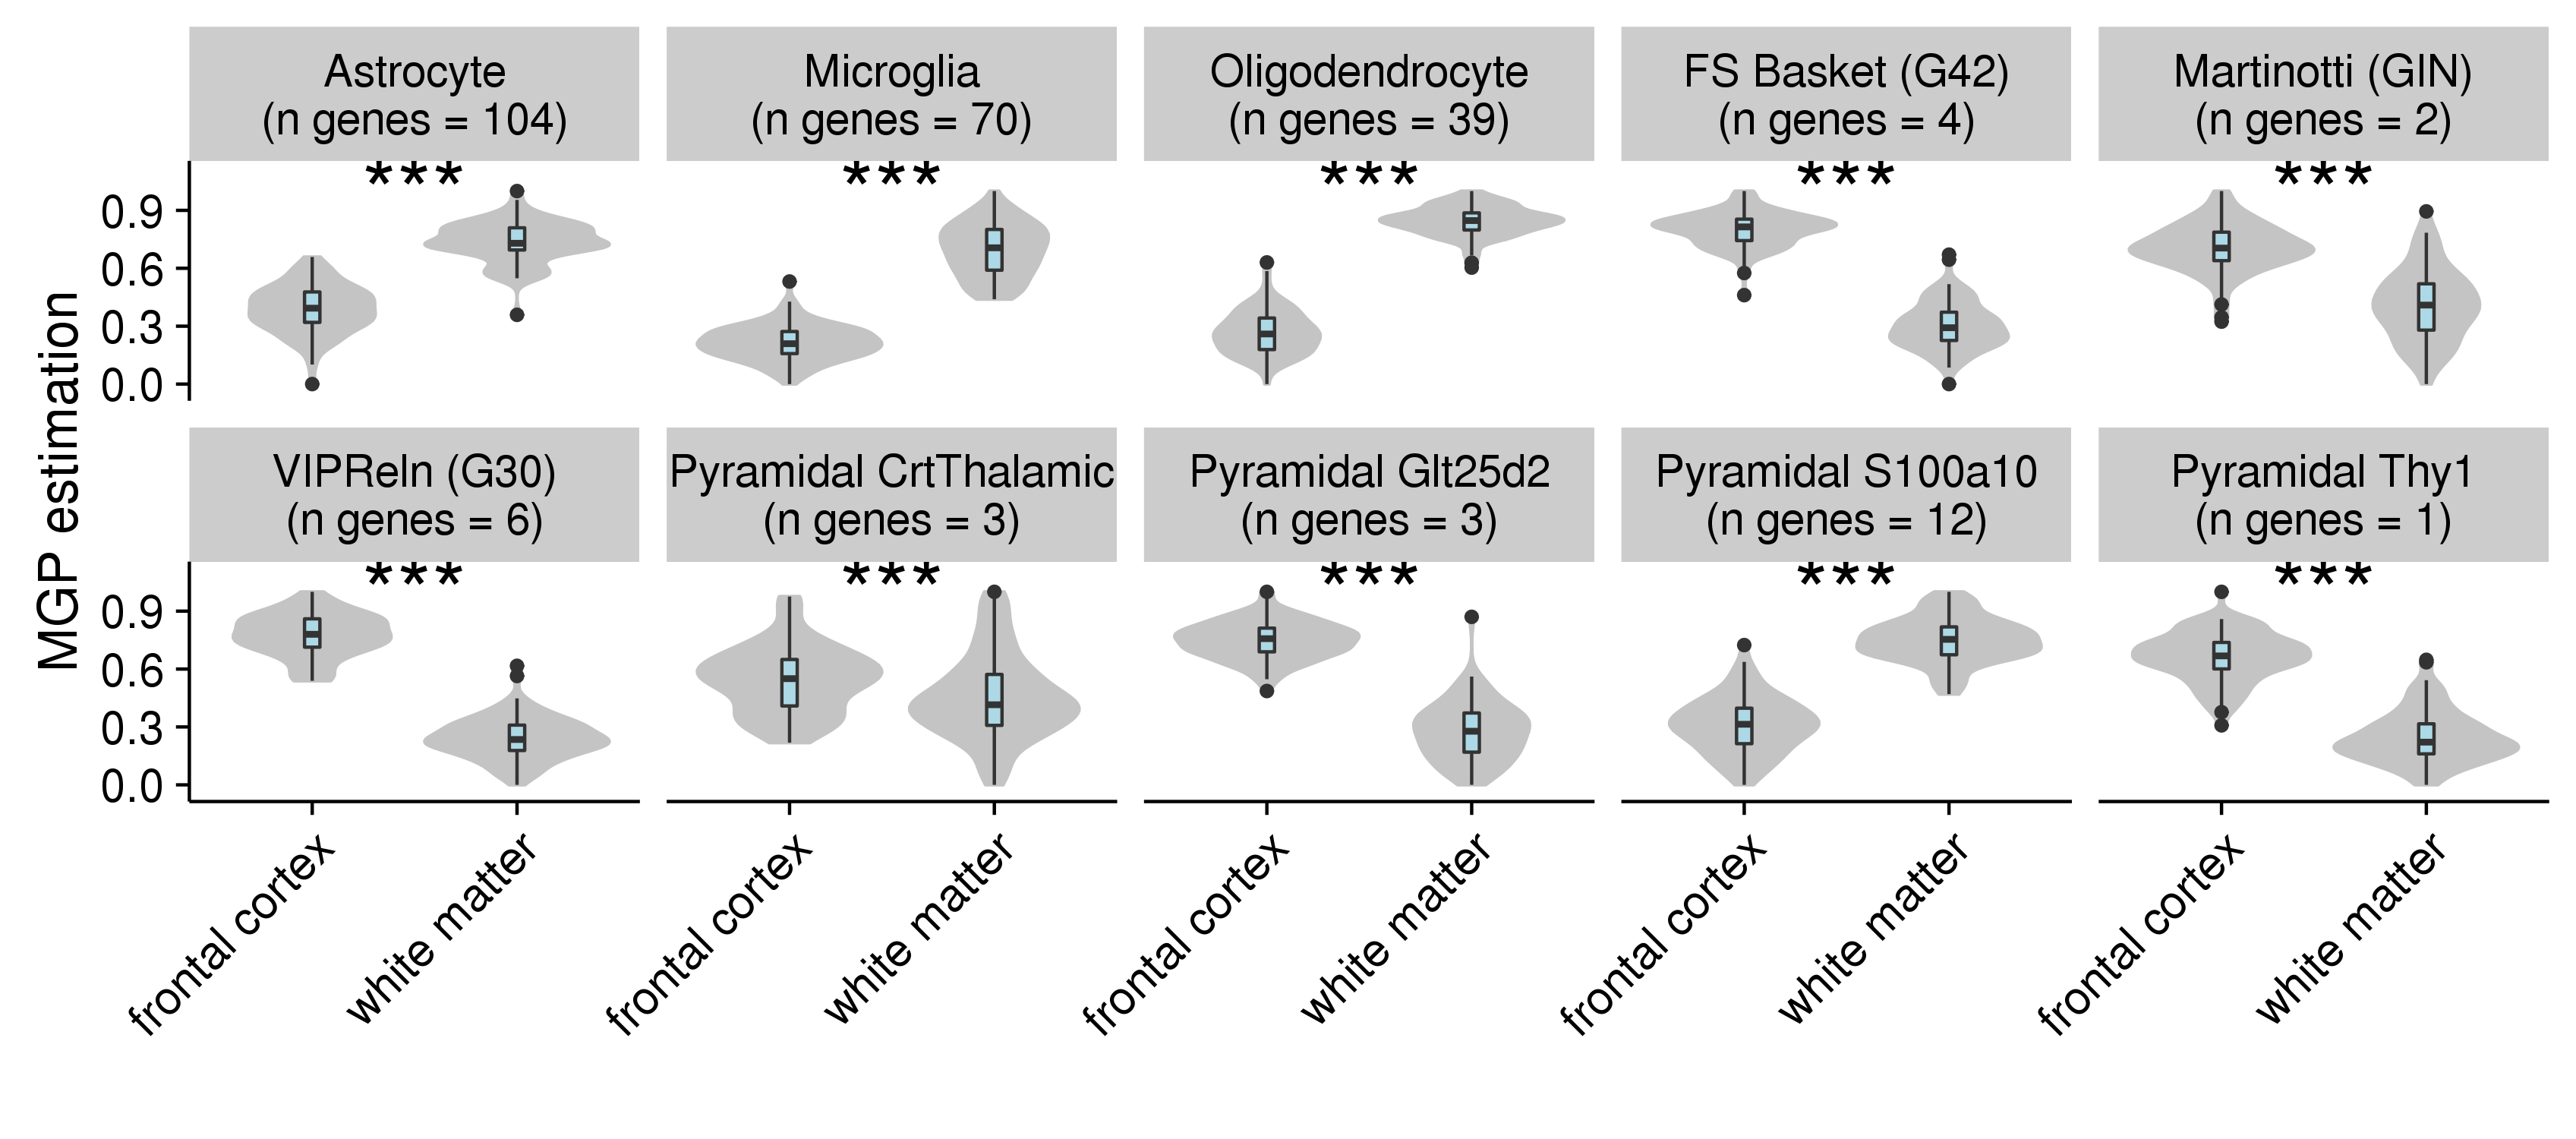 Astrocyte
(n genes = 104)
Microglia
(n genes = 70)
Oligodendrocyte
(n genes = 39)
FS Basket (G42)
(n genes = 4)
Martinotti (GIN)
(n genes = 2)
***
***
***
***
***
0.9
0.6
0.3
0.0
MGP estimation
VIPReln (G30)
(n genes = 6)
Pyramidal CrtThalamic
(n genes = 3)
Pyramidal Glt25d2
(n genes = 3)
Pyramidal S100a10
(n genes = 12)
Pyramidal Thy1
(n genes = 1)
***
***
***
***
***
0.9
0.6
0.3
0.0
frontal cortex
white matter
frontal cortex
white matter
frontal cortex
white matter
frontal cortex
white matter
frontal cortex
white matter